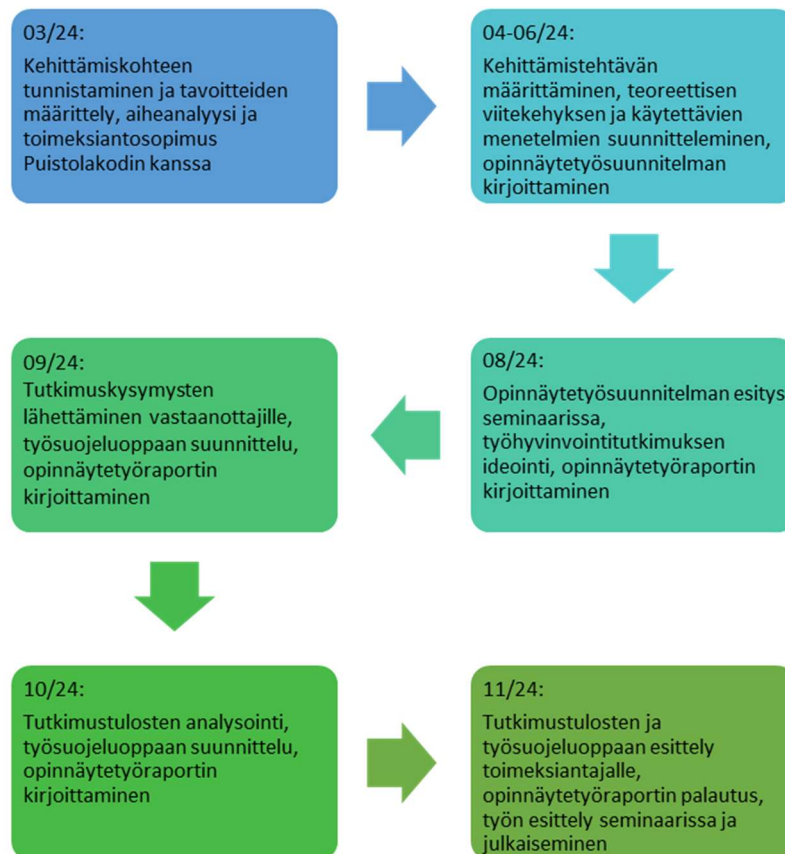 03/24:
Kehittämiskohteen
tunnistaminen ja tavoitteiden
määrittely, aiheanalyysi ja
toimeksiantosopimus
Puistolakodin kanssa
04-06/24:
Kehittämistehtävän
määrittäminen, teoreettisen
viitekehyksen ja käytettävien
menetelmien suunnitteleminen,
opinnäytetyösuunnitelman
kirjoittaminen
08/24:
Opinnäytetyösuunnitelman esitys
seminaarissa,
työhyvinvointitutkimuksen
ideointi, opinnäytetyöraportin
kirjoittaminen
09/24:
Tutkimuskysymysten
lähettäminen vastaanottajille,
työsuojeluoppaan suunnittelu,
opinnäytetyöraportin
kirjoittaminen
10/24:
Tutkimustulosten analysointi,
työsuojeluoppaan suunnittelu,
opinnäytetyöraportin
kirjoittaminen
11/24:
Tutkimustulosten ja
työsuojeluoppaan esittely
toimeksiantajalle,
opinnäytetyöraportin palautus,
työn esittely seminaarissa ja
julkaiseminen